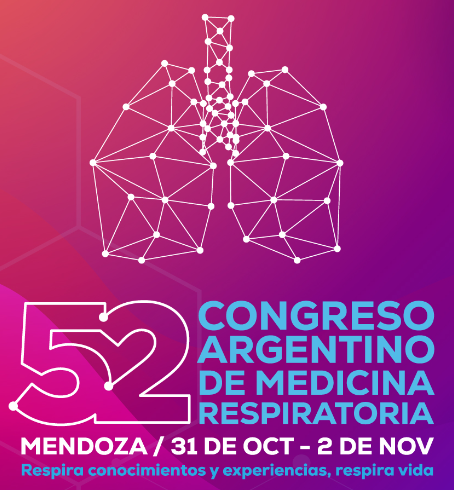 52
CONGRESO
ARGENTINO
DE MEDICINA
RESPIRATORIA
MENDOZA / 31 DE OCT - 2 DE NOV
Respira conocimientos y experiencias, respira vida